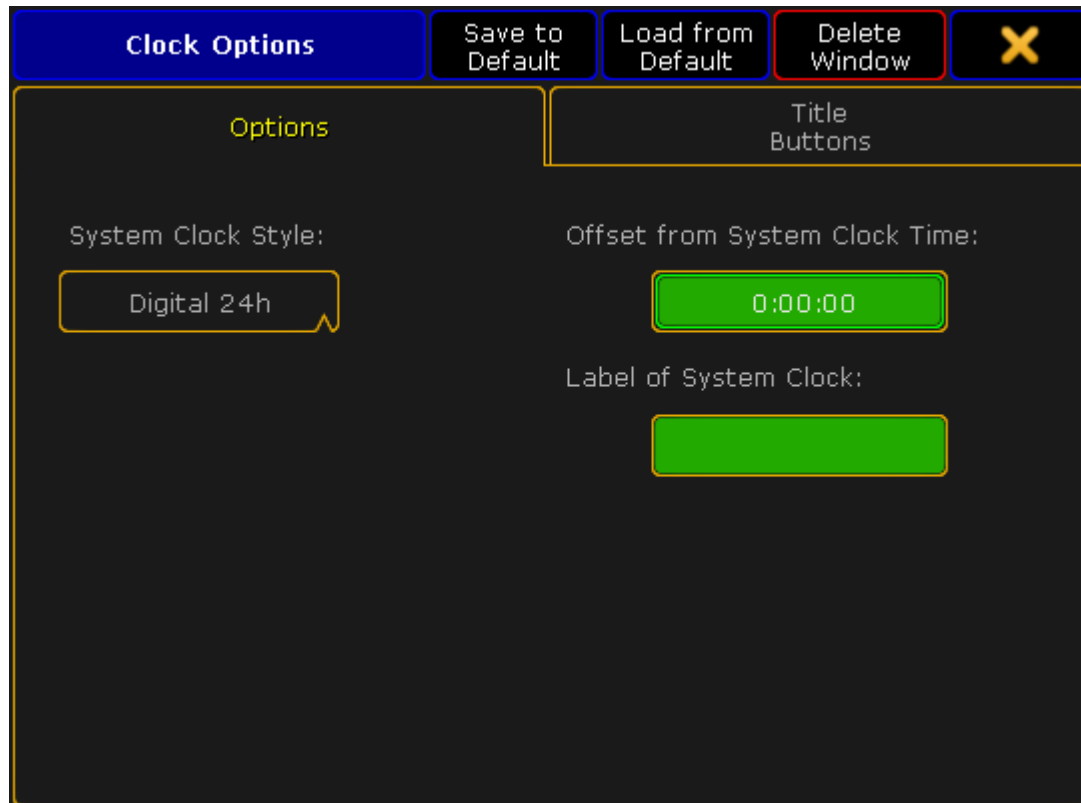 Clock Options
Save to
Default
Load from
Default
Delete
Window
Options
Title
Buttons
System Clock Style:
Offset from System Clock Time:
Digital 24h
0:00:00
Label of System Clock: